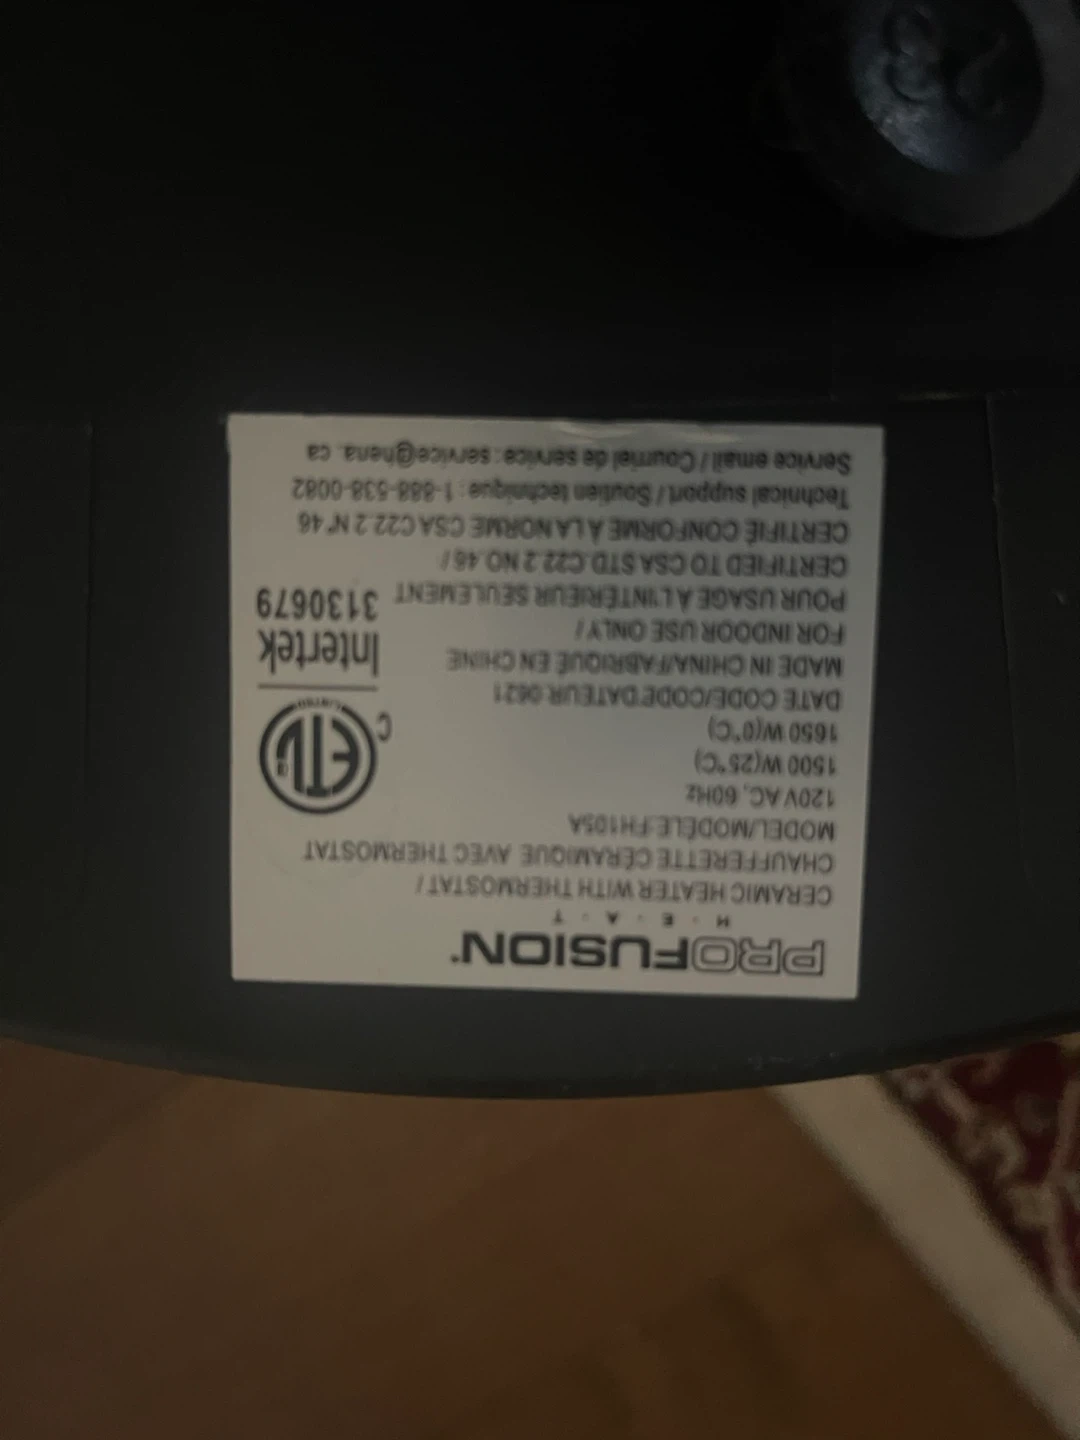 PROFUSION
H · E · A · T
CERAMIC HEATER WITH THERMOSTAT /
CHAUFFERETTE CÉRAMIQUE AVEC THERMOSTAT
MODEL/MODÈLE:FH105A
120V AC, 60Hz
1500 W(25°C)
1650 W(0°C)
DATE CODE/CODE DATEUR:0621
MADE IN CHINA/FABRIQUÉ EN CHINE
FOR INDOOR USE ONLY /
POUR USAGE À L'INTÉRIEUR SEULEMENT
CERTIFIED TO CSA STD.C22.2 NO.46 /
CERTIFIÉ CONFORME À LA NORME CSA C22.2 N° 46
Technical support / Soutien technique : 1-888-538-0082
Service email / Courriel de service : service@hena.ca
C
ETL
LISTED
Intertek
3130679